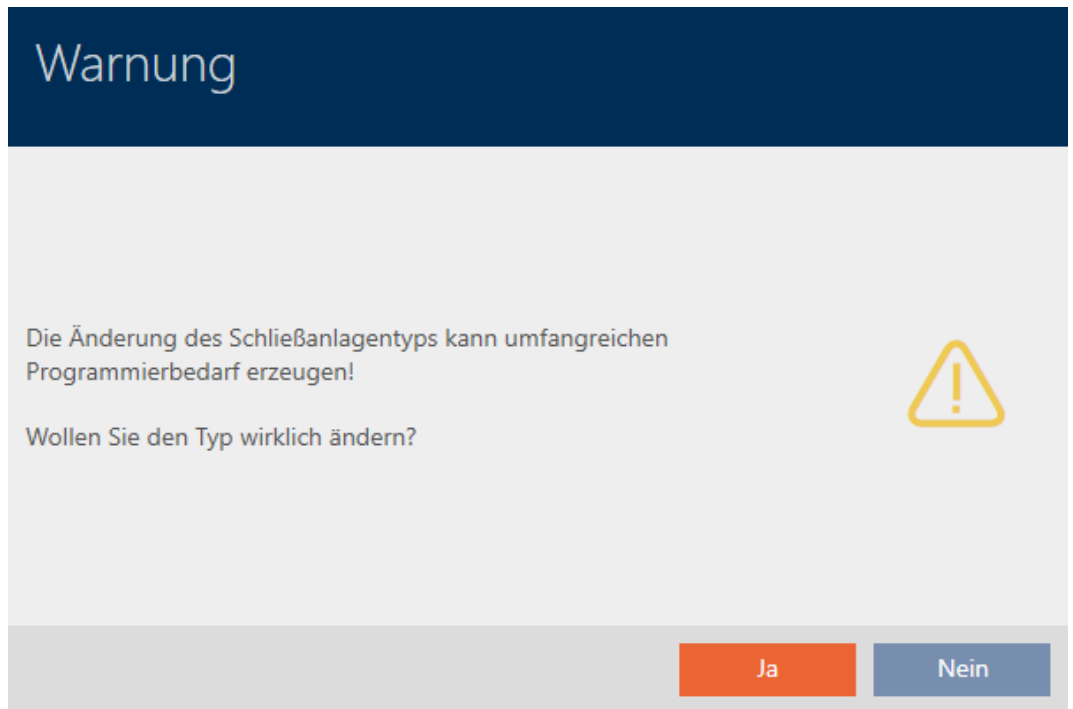 Warnung
Die Änderung des Schließanlagentyps kann umfangreichen
Programmierbedarf erzeugen!
Wollen Sie den Typ wirklich ändern?
Ja
Nein